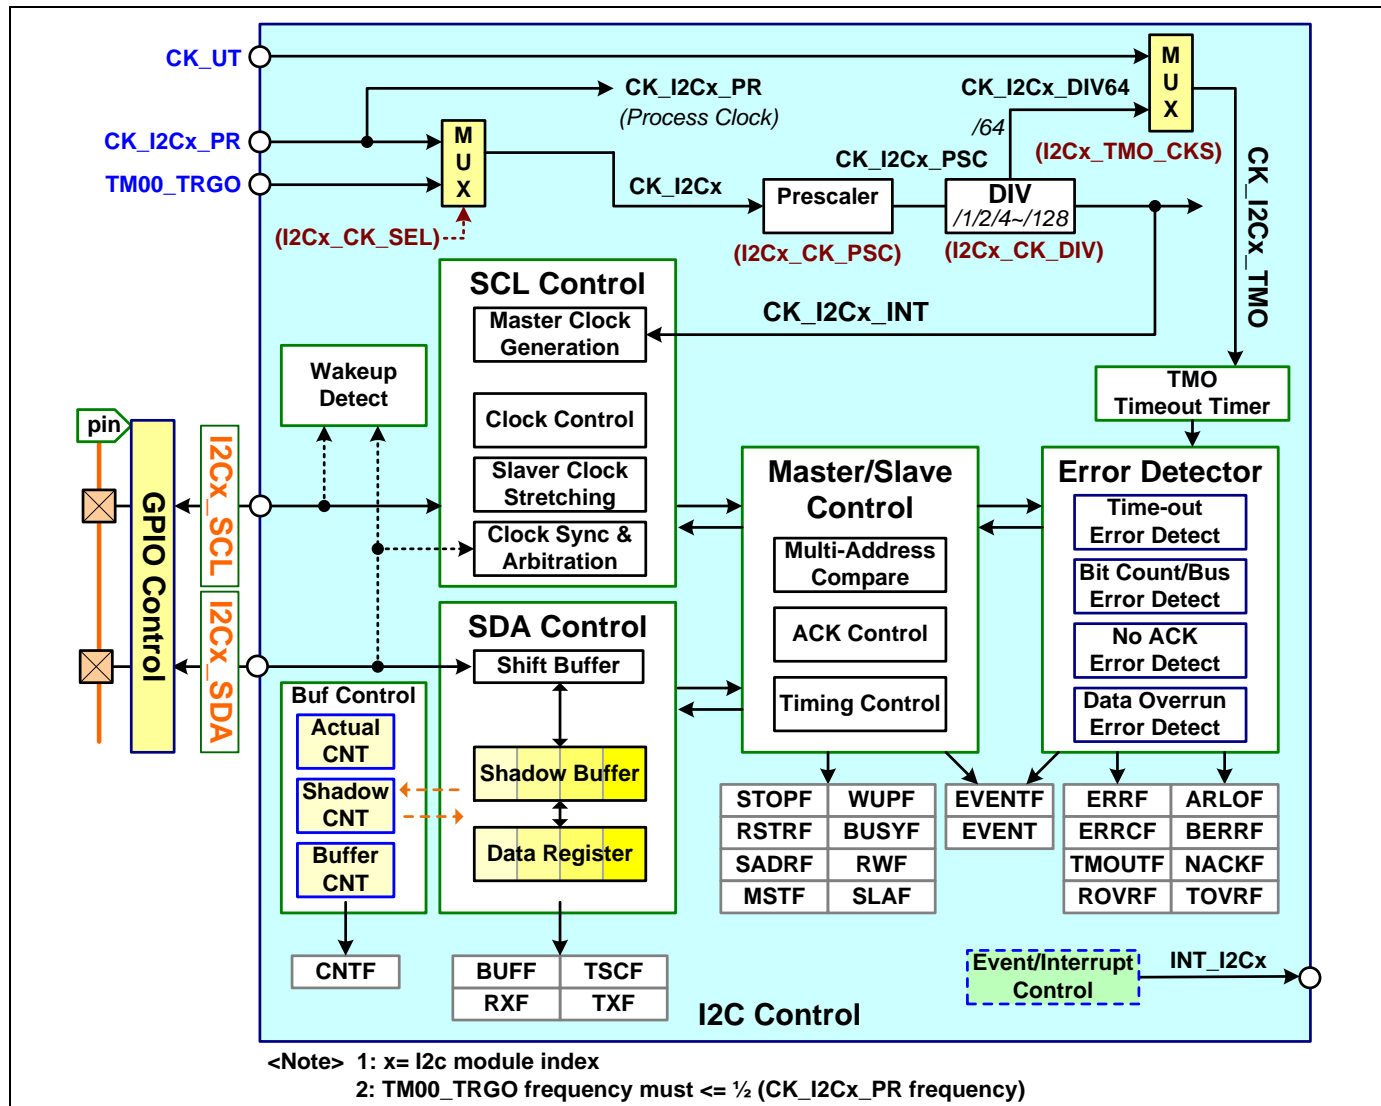 CK_UT
CK_I2Cx_PR
TM00_TRGO
CK_I2Cx_PR
(Process Clock)
M
U
X
(I2Cx_CK_SEL)
CK_I2Cx
Prescaler
(I2Cx_CK_PSC)
CK_I2Cx_PSC
/64
DIV
/1/2/4~/128
(I2Cx_CK_DIV)
CK_I2Cx_DIV64
M
U
X
(I2Cx_TMO_CKS)
CK_I2Cx_TMO
CK_I2Cx_INT
SCL Control
Master Clock
Generation
Clock Control
Slaver Clock
Stretching
Clock Sync &
Arbitration
Wakeup
Detect
pin
GPIO Control
I2Cx_SCL
I2Cx_SDA
TMO
Timeout Timer
Master/Slave
Control
Multi-Address
Compare
ACK Control
Timing Control
Error Detector
Time-out
Error Detect
Bit Count/Bus
Error Detect
No ACK
Error Detect
Data Overrun
Error Detect
SDA Control
Shift Buffer
Shadow Buffer
Data Register
Buf Control
Actual
CNT
Shadow
CNT
Buffer
CNT
CNTF
BUFF TSCF
RXF TXF
STOPF WUPF
RSTRF BUSYF
SADRF RWF
MSTF SLAF
EVENTF
EVENT
ERRF ARLOF
ERRCF BERRF
TMOUTF NACKF
ROVRF TOVRF
Event/Interrupt
Control
INT_I2Cx
I2C Control
<Note> 1: x= I2c module index
2: TM00_TRGO frequency must <= ½ (CK_I2Cx_PR frequency)